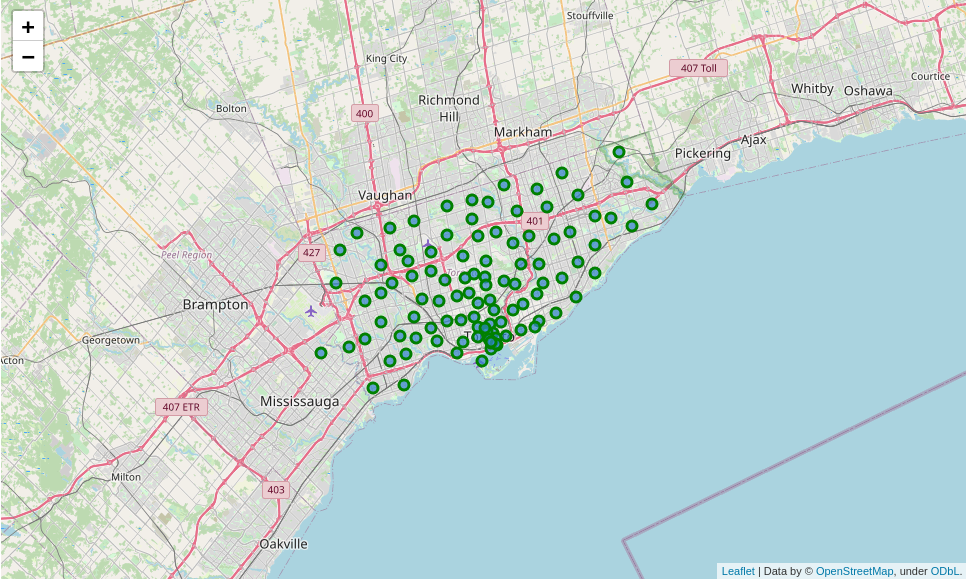 +
−
Stouffville
King City
407 Toll
Courtice
Whitby
Oshawa
Bolton
400
Richmond
Hill
Markham
Ajax
Pickering
Vaughan
401
427
Peel Region
Brampton
Georgetown
Acton
Mississauga
407 ETR
Milton
403
Oakville
Leaflet | Data by © OpenStreetMap, under ODbL.